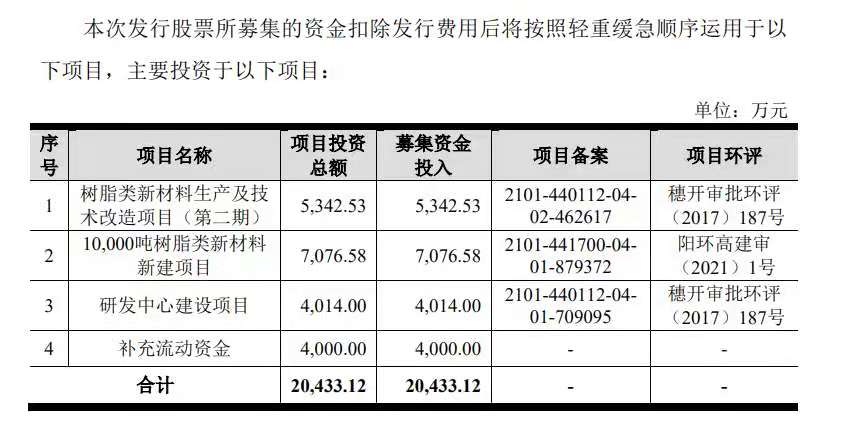 本次发行股票所募集的资金扣除发行费用后将按照轻重缓急顺序运用于以
下项目，主要投资于以下项目：
单位：万元
序号 项目名称 项目投资总额 募集资金投入 项目备案 项目环评
1 树脂类新材料生产及技术改造项目（第二期） 5,342.53 5,342.53 2101-440112-04-02-462617 穗开审批环评（2017）187号
2 10,000吨树脂类新材料新建项目 7,076.58 7,076.58 2101-441700-04-01-879372 阳环高建审（2021）1号
3 研发中心建设项目 4,014.00 4,014.00 2101-440112-04-01-709095 穗开审批环评（2017）187号
4 补充流动资金 4,000.00 4,000.00 - -
合计 20,433.12 20,433.12 - -